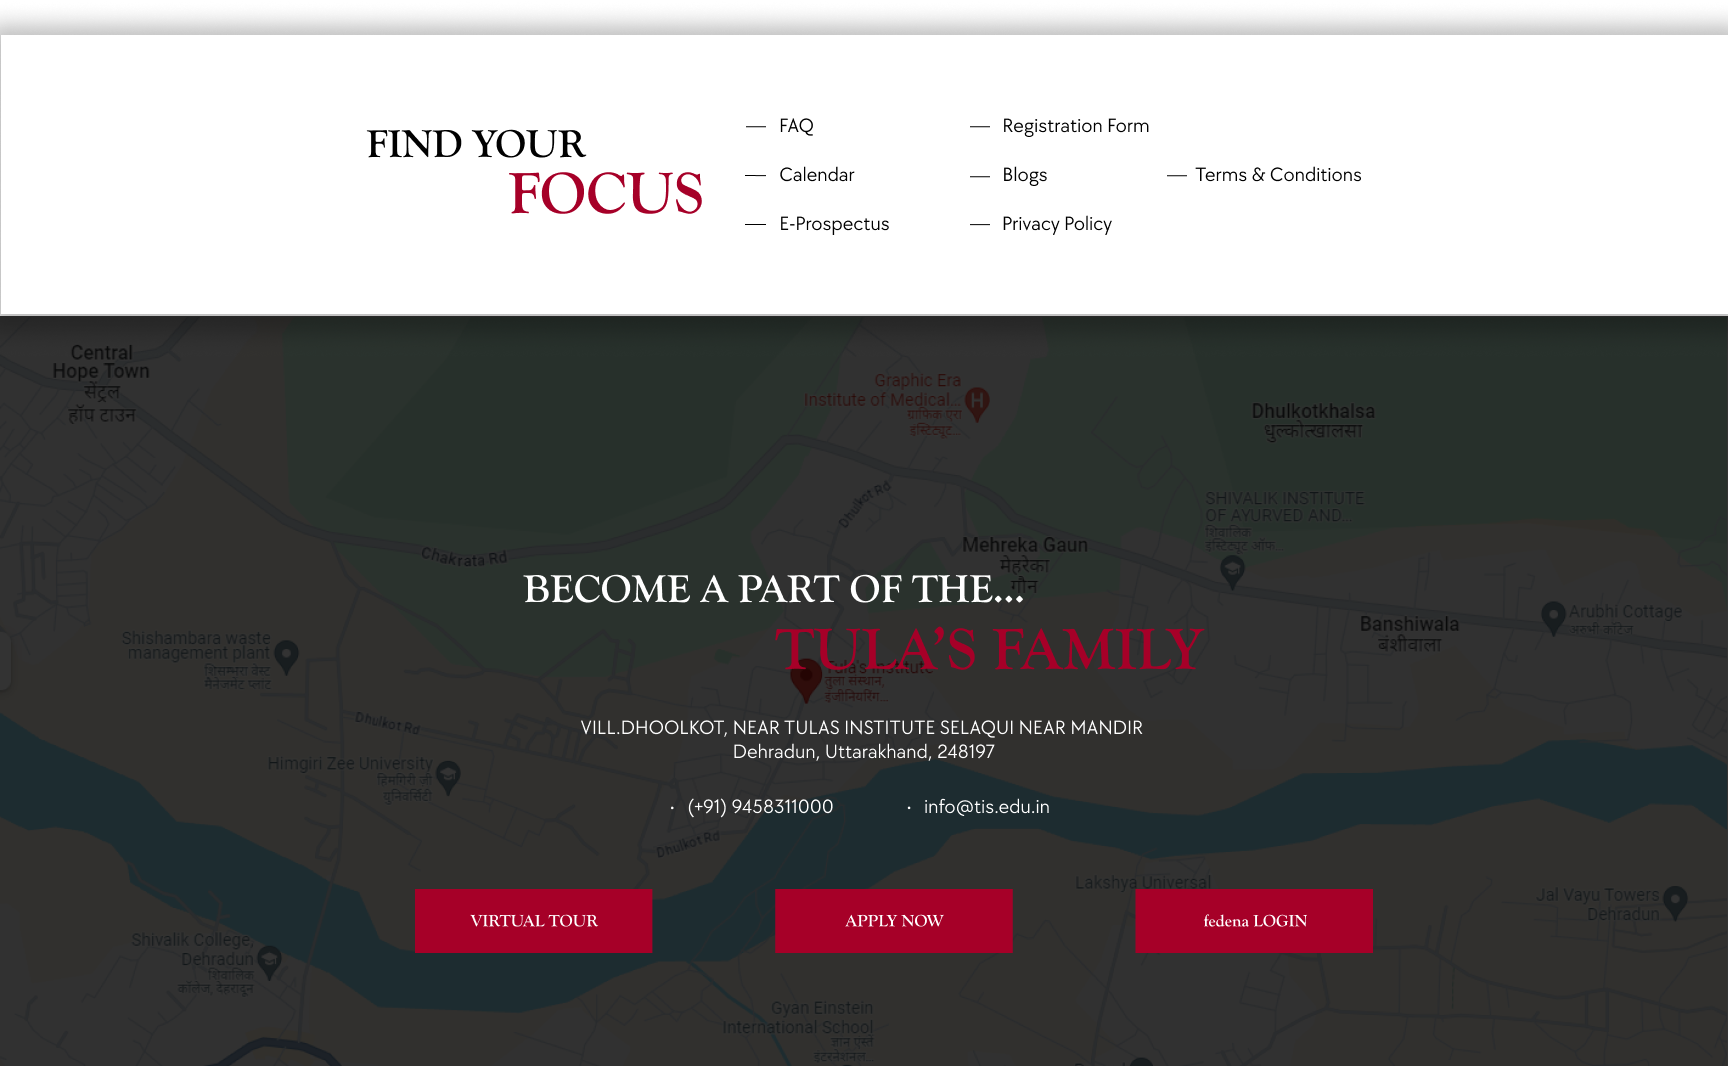 FIND YOUR
FOCUS
FAQ
Calendar
E-Prospectus
Registration Form
Blogs
Privacy Policy
Terms & Conditions
Central
Hope Town
सेंट्रल
हॉप टाउन
Graphic Era
Institute of Medical...
ग्राफिक एरा
इंस्टिट्यूट...
Dhulkotkhalsa
धुल्कोत्खालसा
SHIVALIK INSTITUTE
OF AYURVED AND...
शिवालिक
इंस्टिट्यूट ऑफ...
Dhulkot Rd
Chakrata Rd
Mehreka Gaun
मेहरेका
गौन
BECOME A PART OF THE...
TULA'S FAMILY
Arubhi Cottage
अरुभी कॉटेज
Banshiwala
बंशीवाला
Shishambara waste
management plant
शिसम्बरा वेस्ट
मैनेजमेंट प्लांट
Tula's Institute
तुला संस्थान,
इंजीनियरिंग...
Dhulkot Rd
VILL.DHOOLKOT, NEAR TULAS INSTITUTE SELAQUI NEAR MANDIR
Dehradun, Uttarakhand, 248197
Himgiri Zee University
हिमगिरी जी
यूनिवर्सिटी
· (+91) 9458311000
· info@tis.edu.in
Dhulkot Rd
Lakshya Universal
VIRTUAL TOUR
APPLY NOW
fedena LOGIN
Jal Vayu Towers
Dehradun
Shivalik College,
Dehradun
शिवालिक
कॉलेज, देहरादून
Gyan Einstein
International School
ज्ञान एंस्ते
इंटरनेशनल...